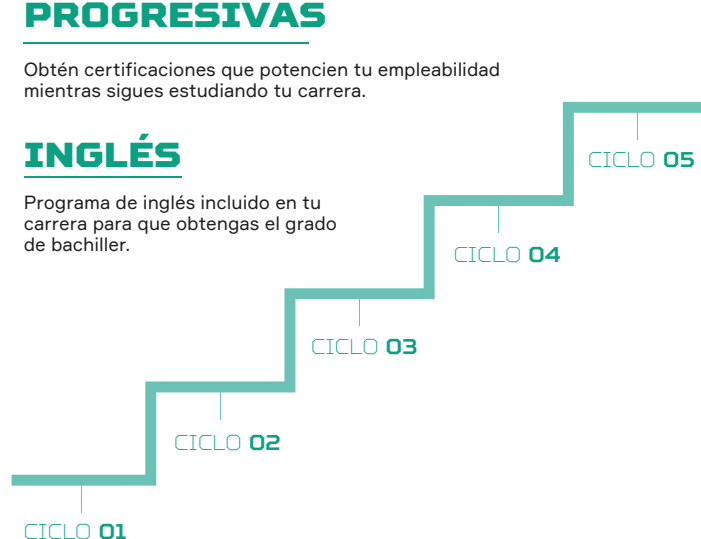 PROGRESIVAS
Obtén certificaciones que potencien tu empleabilidad
mientras sigues estudiando tu carrera.
INGLÉS
Programa de inglés incluido en tu
carrera para que obtengas el grado
de bachiller.
CICLO 05
CICLO 04
CICLO 03
CICLO 02
CICLO 01